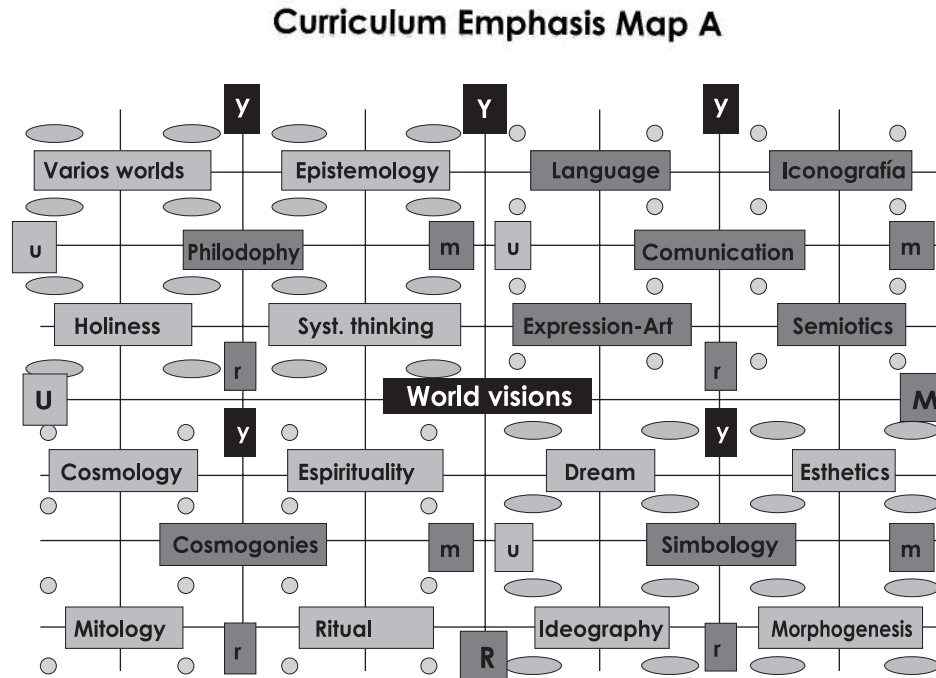 Curriculum Emphasis Map A
y Y y
Varios worlds Epistemology Language Iconografía
u Philodophy m u Comunication m
Holiness Syst. thinking Expression-Art Semiotics
r r
U World visions M
y y
Cosmology Espirituality Dream Esthetics
Cosmogonies m u Simbology m
Mitology Ritual Ideography Morphogenesis
r R r